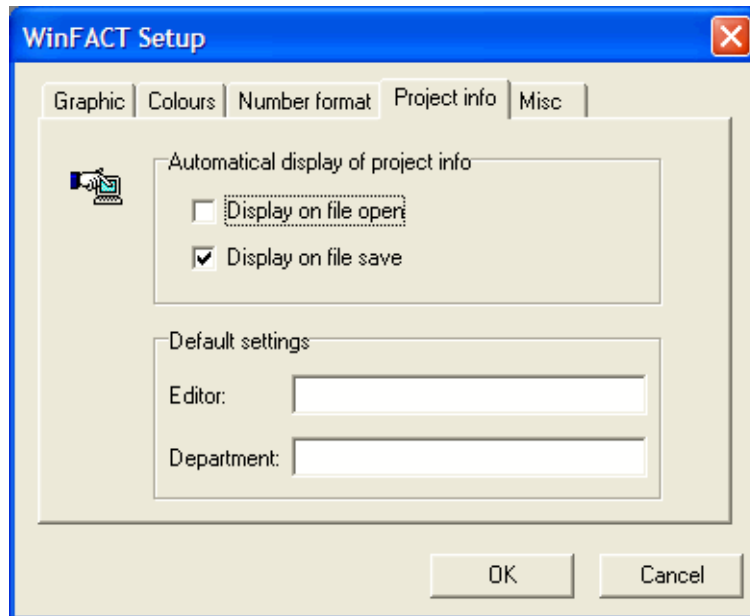 WinFACT Setup
Graphic Colours Number format Project info Misc
Automatical display of project info
Display on file open
Display on file save
Default settings
Editor:
Department:
OK Cancel